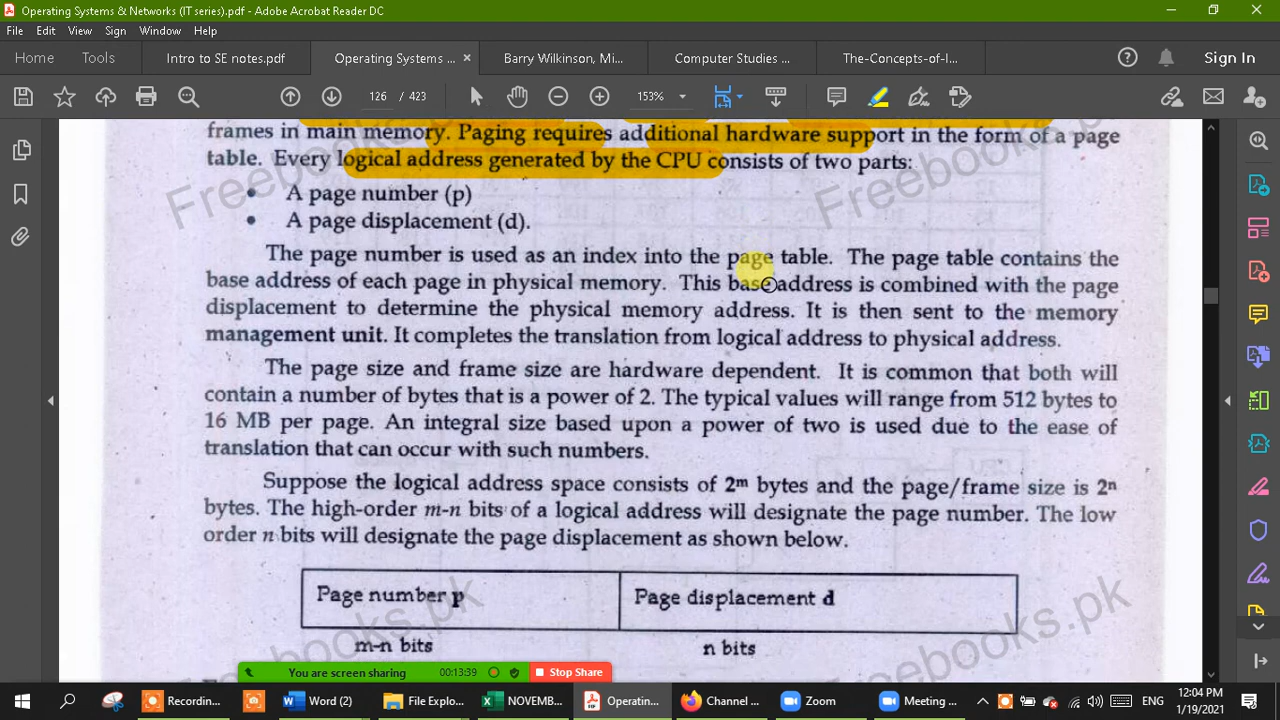 Operating Systems & Networks (IT series).pdf - Adobe Acrobat Reader DC
File Edit View Sign Window Help
Home Tools Intro to SE notes.pdf Operating Systems ... × Barry Wilkinson, Mi... Computer Studies ... The-Concepts-of-I... Sign In
126 / 423 153%
frames in main memory. Paging requires additional hardware support in the form of a page
table. Every logical address generated by the CPU consists of two parts:
• A page number (p)
• A page displacement (d).
The page number is used as an index into the page table. The page table contains the
base address of each page in physical memory. This base address is combined with the page
displacement to determine the physical memory address. It is then sent to the memory
management unit. It completes the translation from logical address to physical address.
The page size and frame size are hardware dependent. It is common that both will
contain a number of bytes that is a power of 2. The typical values will range from 512 bytes to
16 MB per page. An integral size based upon a power of two is used due to the ease of
translation that can occur with such numbers.
Suppose the logical address space consists of 2ᵐ bytes and the page/frame size is 2ⁿ
bytes. The high-order m-n bits of a logical address will designate the page number. The low
order n bits will designate the page displacement as shown below.
Page number p Page displacement d
m-n bits n bits
Freebooks.pk
Freebooks.pk
Freebooks.pk
Freebooks.pk
You are screen sharing 00:13:39 Stop Share
Recordin... Word (2) File Explo... NOVEMB... Operatin... Channel ... Zoom Meeting ... ENG 12:04 PM
1/19/2021